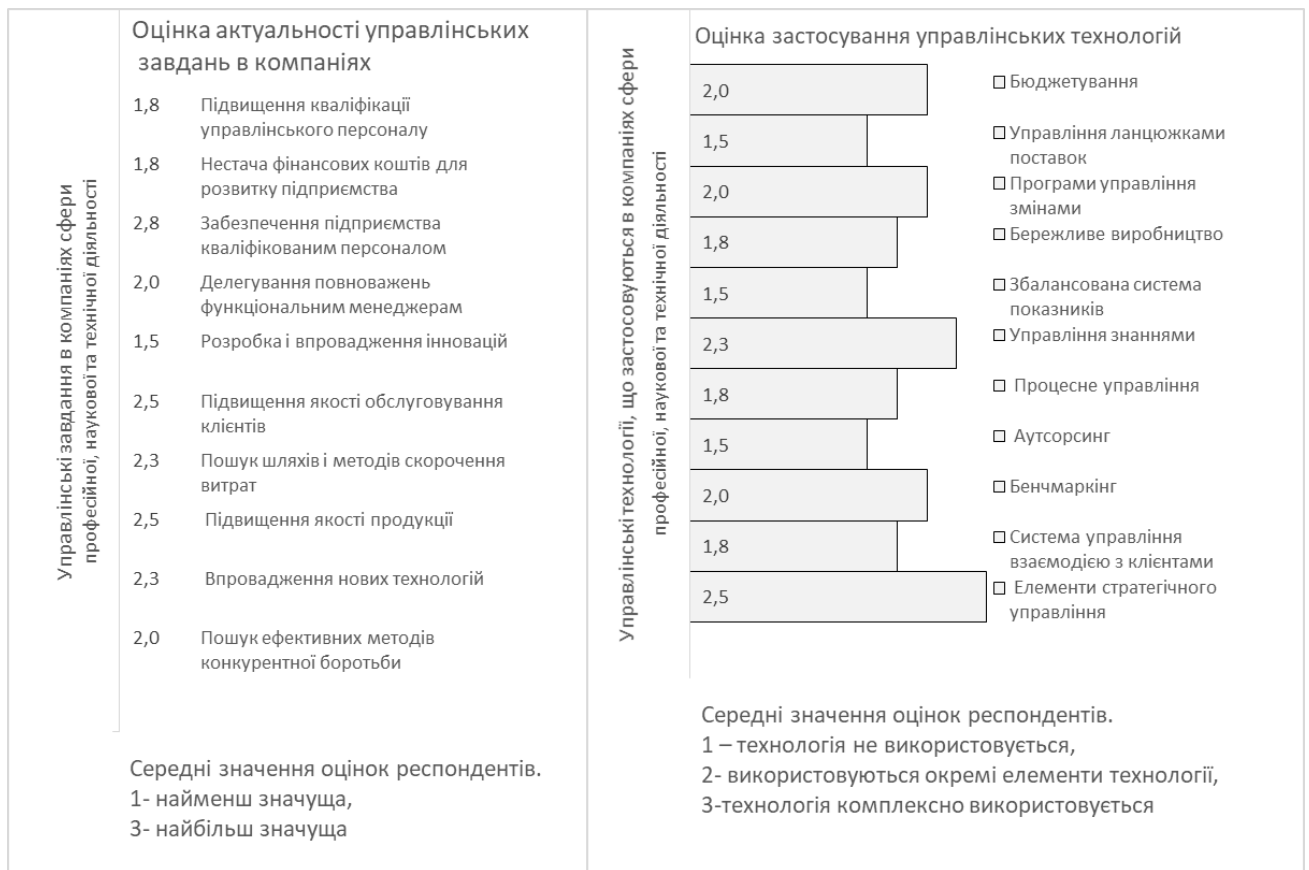 Управлінські завдання в компаніях сфери
професійної, наукової та технічної діяльності
Оцінка актуальності управлінських
завдань в компаніях
1,8 Підвищення кваліфікації
управлінського персоналу
1,8 Нестача фінансових коштів для
розвитку підприємства
2,8 Забезпечення підприємства
кваліфікованим персоналом
2,0 Делегування повноважень
функціональним менеджерам
1,5 Розробка і впровадження інновацій
2,5 Підвищення якості обслуговування
клієнтів
2,3 Пошук шляхів і методів скорочення
витрат
2,5 Підвищення якості продукції
2,3 Впровадження нових технологій
2,0 Пошук ефективних методів
конкурентної боротьби
Середні значення оцінок респондентів.
1- найменш значуща,
3- найбільш значуща
Управлінські технології, що застосовуються в компаніях сфери
професійної, наукової та технічної діяльності
Оцінка застосування управлінських технологій
2,0 Бюджетування
1,5 Управління ланцюжками
поставок
2,0 Програми управління
змінами
1,8 Бережливе виробництво
1,5 Збалансована система
показників
2,3 Управління знаннями
1,8 Процесне управління
1,5 Аутсорсинг
2,0 Бенчмаркінг
1,8 Система управління
взаємодією з клієнтами
2,5 Елементи стратегічного
управління
Середні значення оцінок респондентів.
1 – технологія не використовується,
2- використовуються окремі елементи технології,
3-технологія комплексно використовується